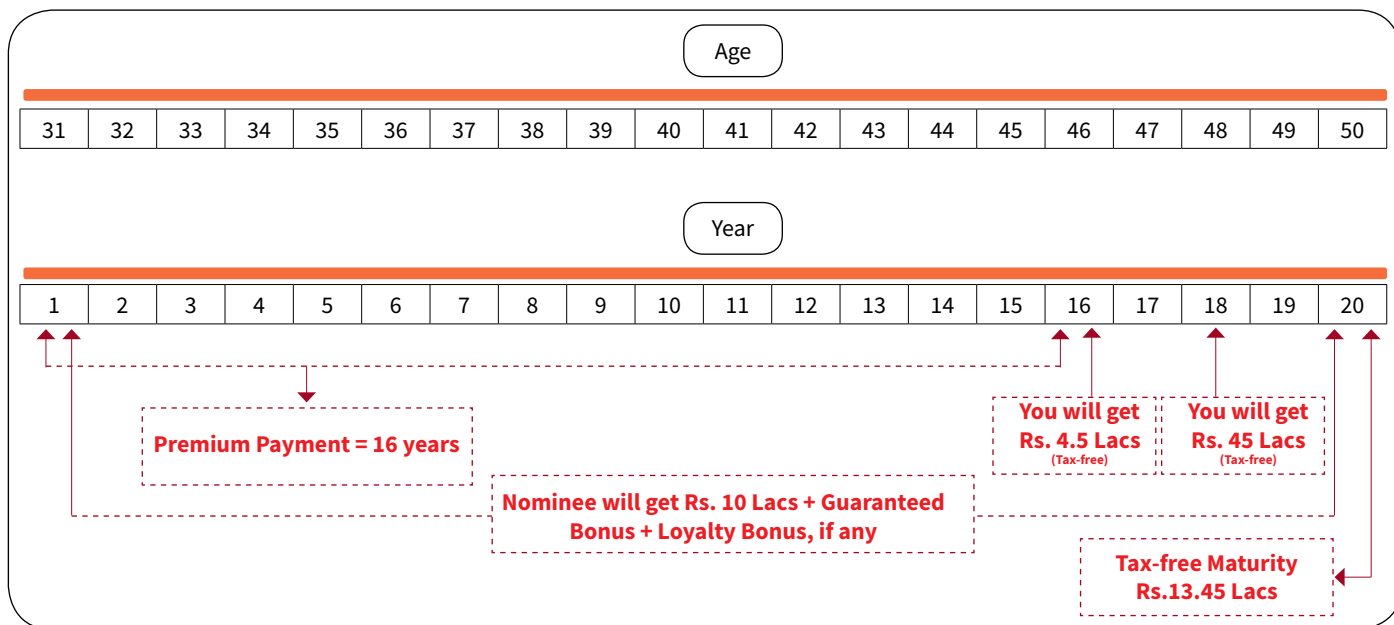 Age
31 32 33 34 35 36 37 38 39 40 41 42 43 44 45 46 47 48 49 50
Year
1 2 3 4 5 6 7 8 9 10 11 12 13 14 15 16 17 18 19 20
Premium Payment = 16 years
You will get
Rs. 4.5 Lacs
(Tax-free)
You will get
Rs. 45 Lacs
(Tax-free)
Nominee will get Rs. 10 Lacs + Guaranteed
Bonus + Loyalty Bonus, if any
Tax-free Maturity
Rs.13.45 Lacs